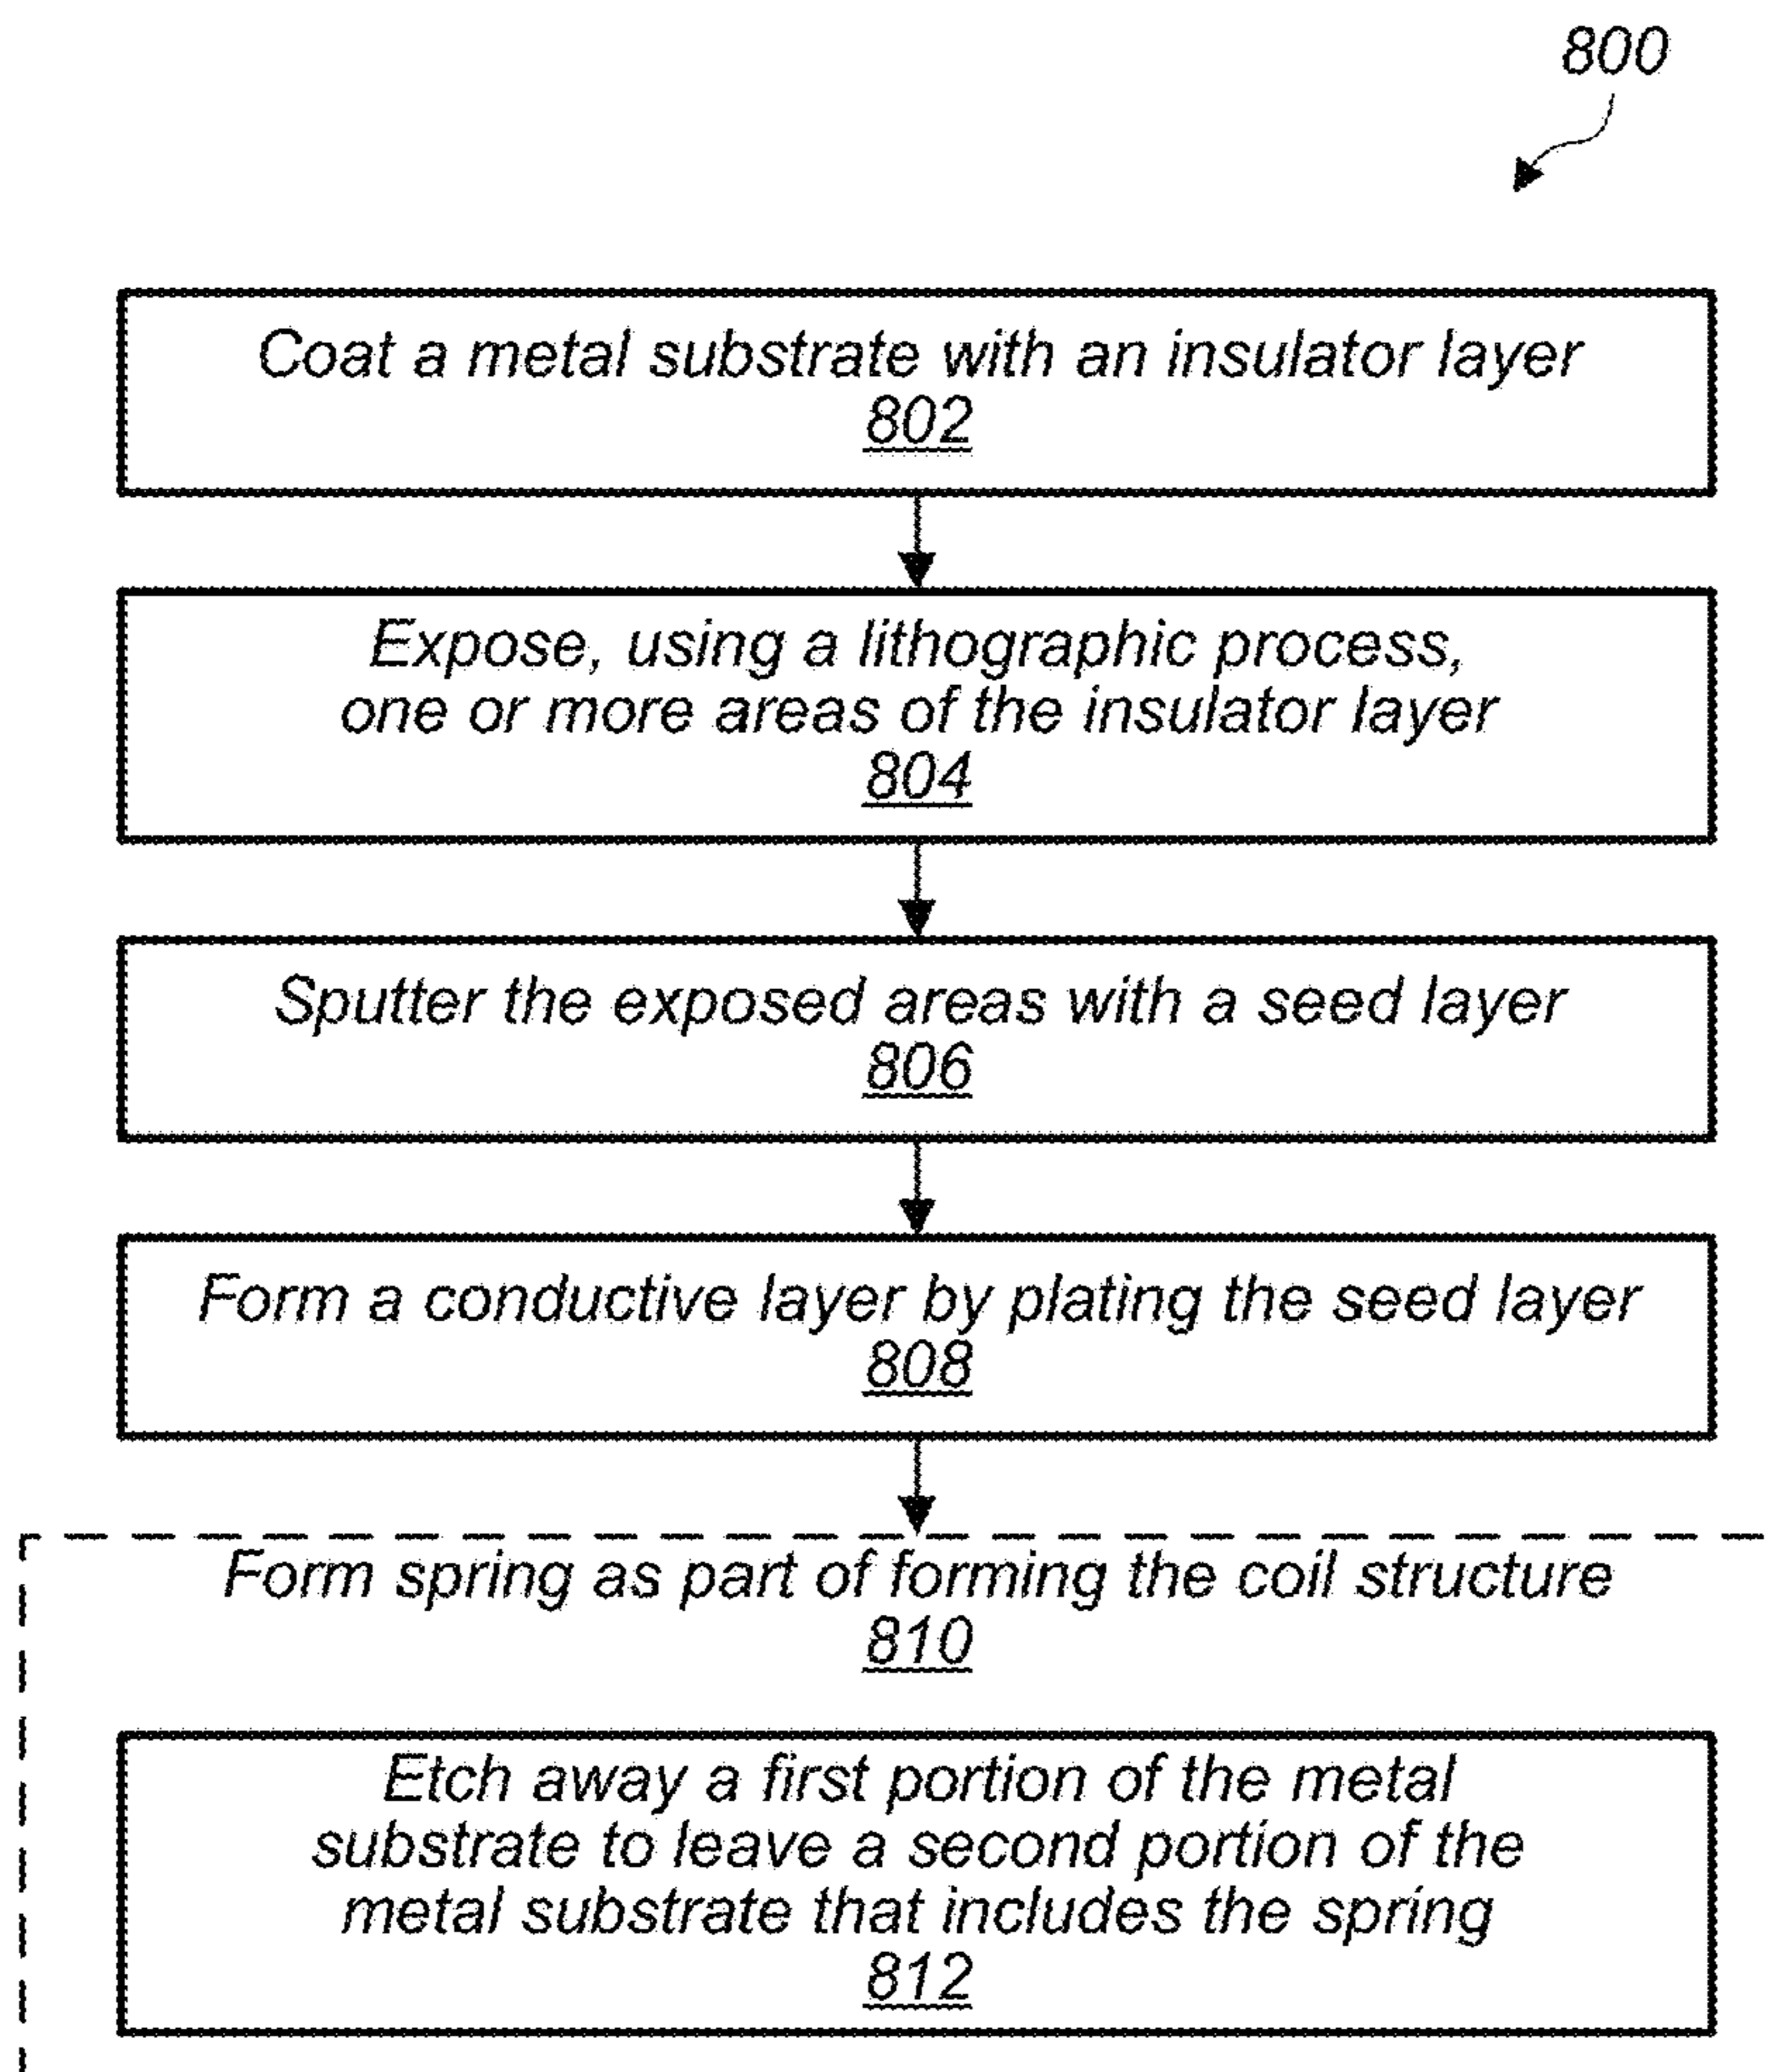 800
Coat a metal substrate with an insulator layer
802
Expose, using a lithographic process,
one or more areas of the insulator layer
804
Sputter the exposed areas with a seed layer
806
Form a conductive layer by plating the seed layer
808
Form spring as part of forming the coil structure
810
Etch away a first portion of the metal
substrate to leave a second portion of the
metal substrate that includes the spring
812